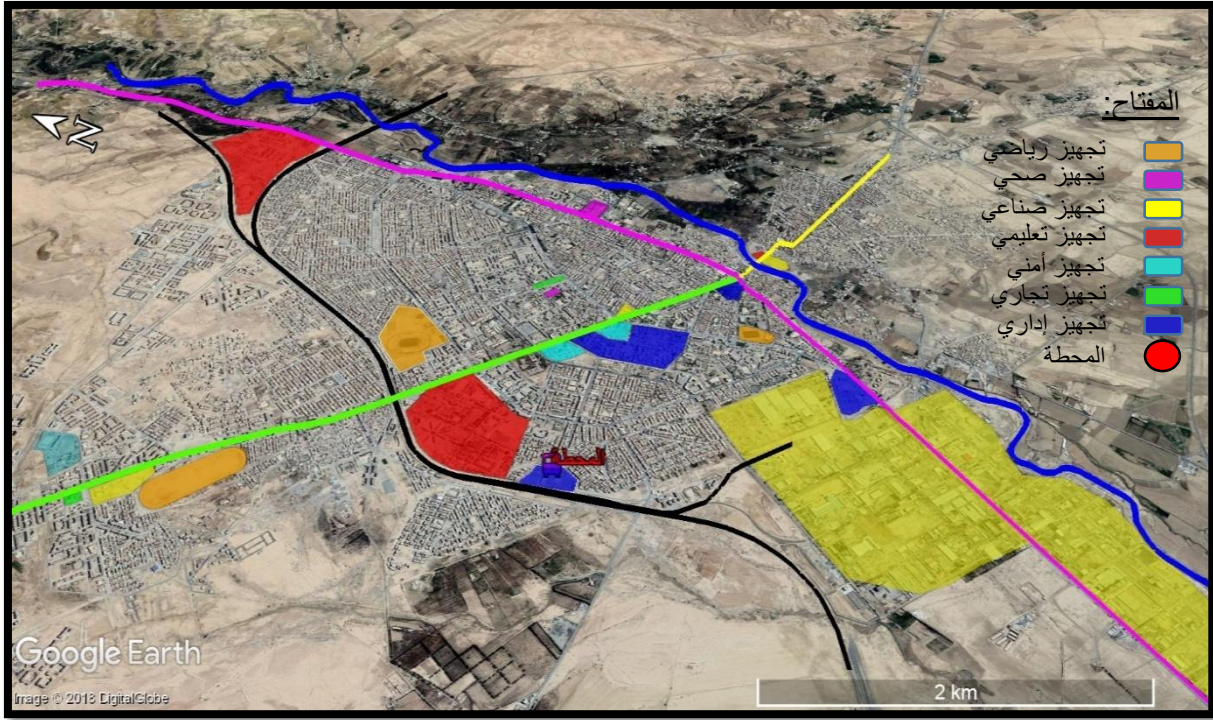 المفتاح:
تجهيز رياضي
تجهيز صحي
تجهيز صناعي
تجهيز تعليمي
تجهيز أمني
تجهيز تجاري
تجهيز إداري
المحطة
N
المحطة
Google Earth
Image © 2018 DigitalGlobe
2 km